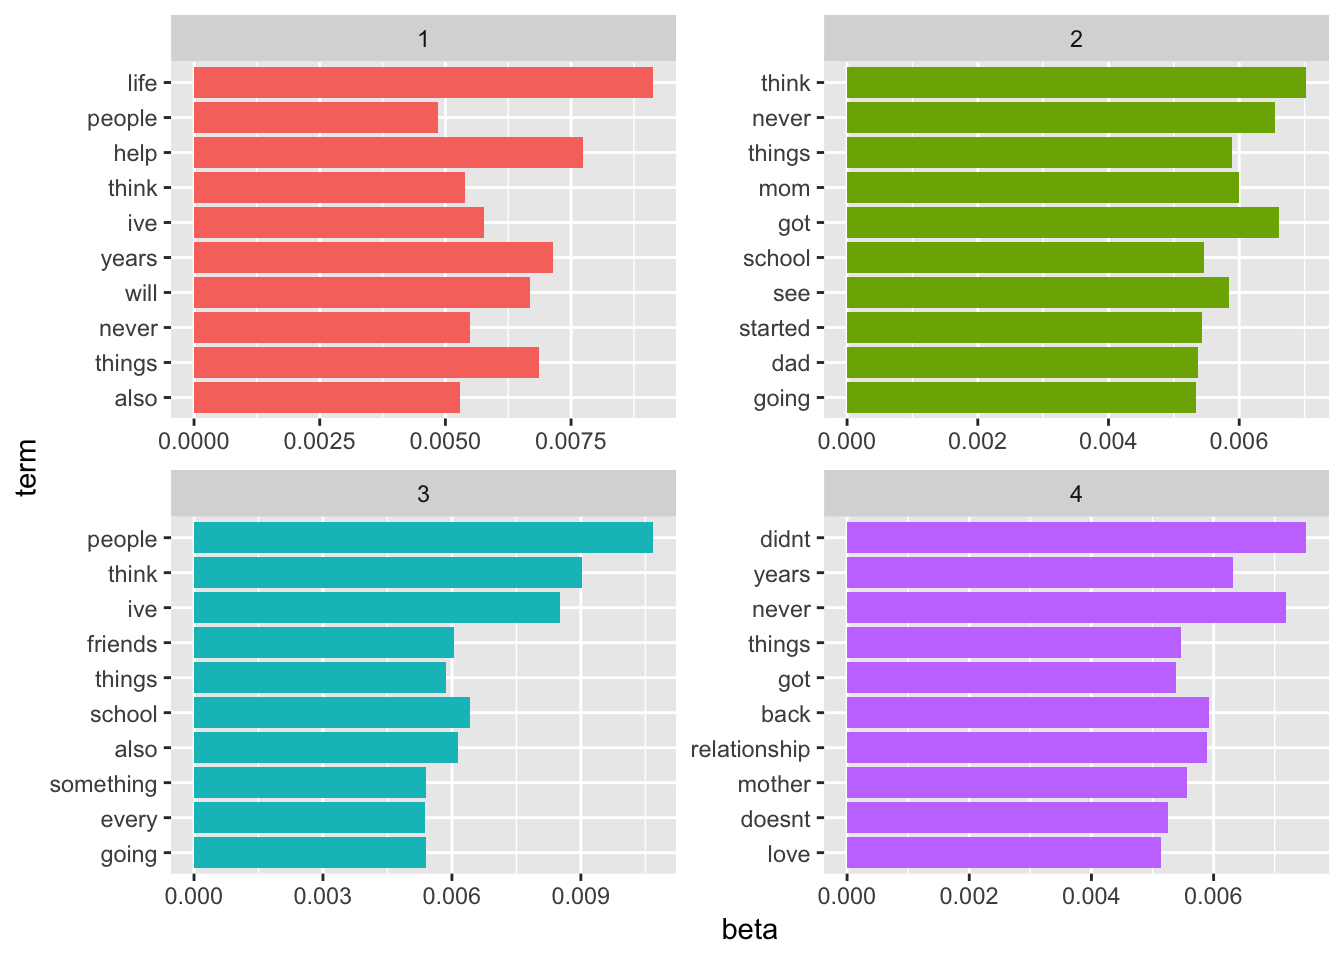 1
life
people
help
think
ive
years
will
never
things
also
0.0000 0.0025 0.0050 0.0075
2
think
never
things
mom
got
school
see
started
dad
going
0.000 0.002 0.004 0.006
term
3
people
think
ive
friends
things
school
also
something
every
going
0.000 0.003 0.006 0.009
4
didnt
years
never
things
got
back
relationship
mother
doesnt
love
0.000 0.002 0.004 0.006
beta